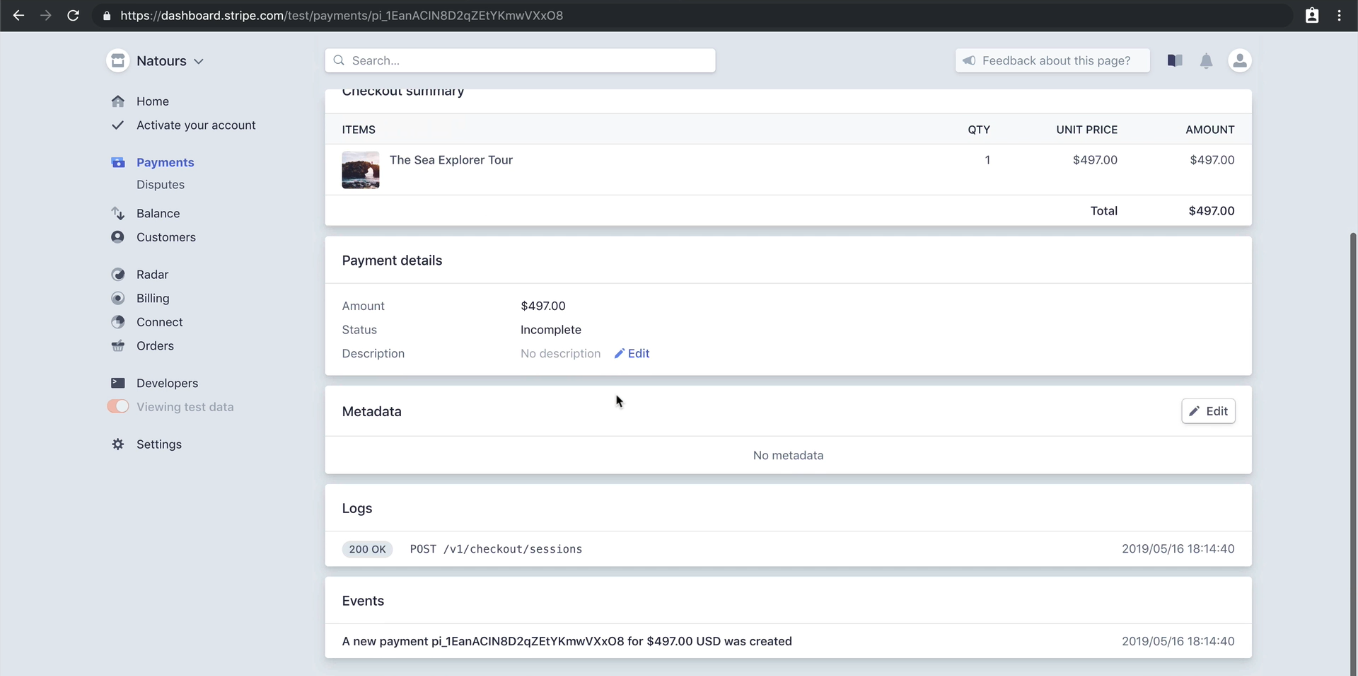 https://dashboard.stripe.com/test/payments/pi_1EanACIN8D2qZEtYKmwVXxO8
Natours
Search...
Feedback about this page?
Home
Activate your account
Payments
Disputes
Balance
Customers
Radar
Billing
Connect
Orders
Developers
Viewing test data
Settings
Checkout summary
ITEMS QTY UNIT PRICE AMOUNT
The Sea Explorer Tour 1 $497.00 $497.00
Total $497.00
Payment details
Amount $497.00
Status Incomplete
Description No description Edit
Metadata Edit
No metadata
Logs
200 OK POST /v1/checkout/sessions 2019/05/16 18:14:40
Events
A new payment pi_1EanACIN8D2qZEtYKmwVXxO8 for $497.00 USD was created 2019/05/16 18:14:40